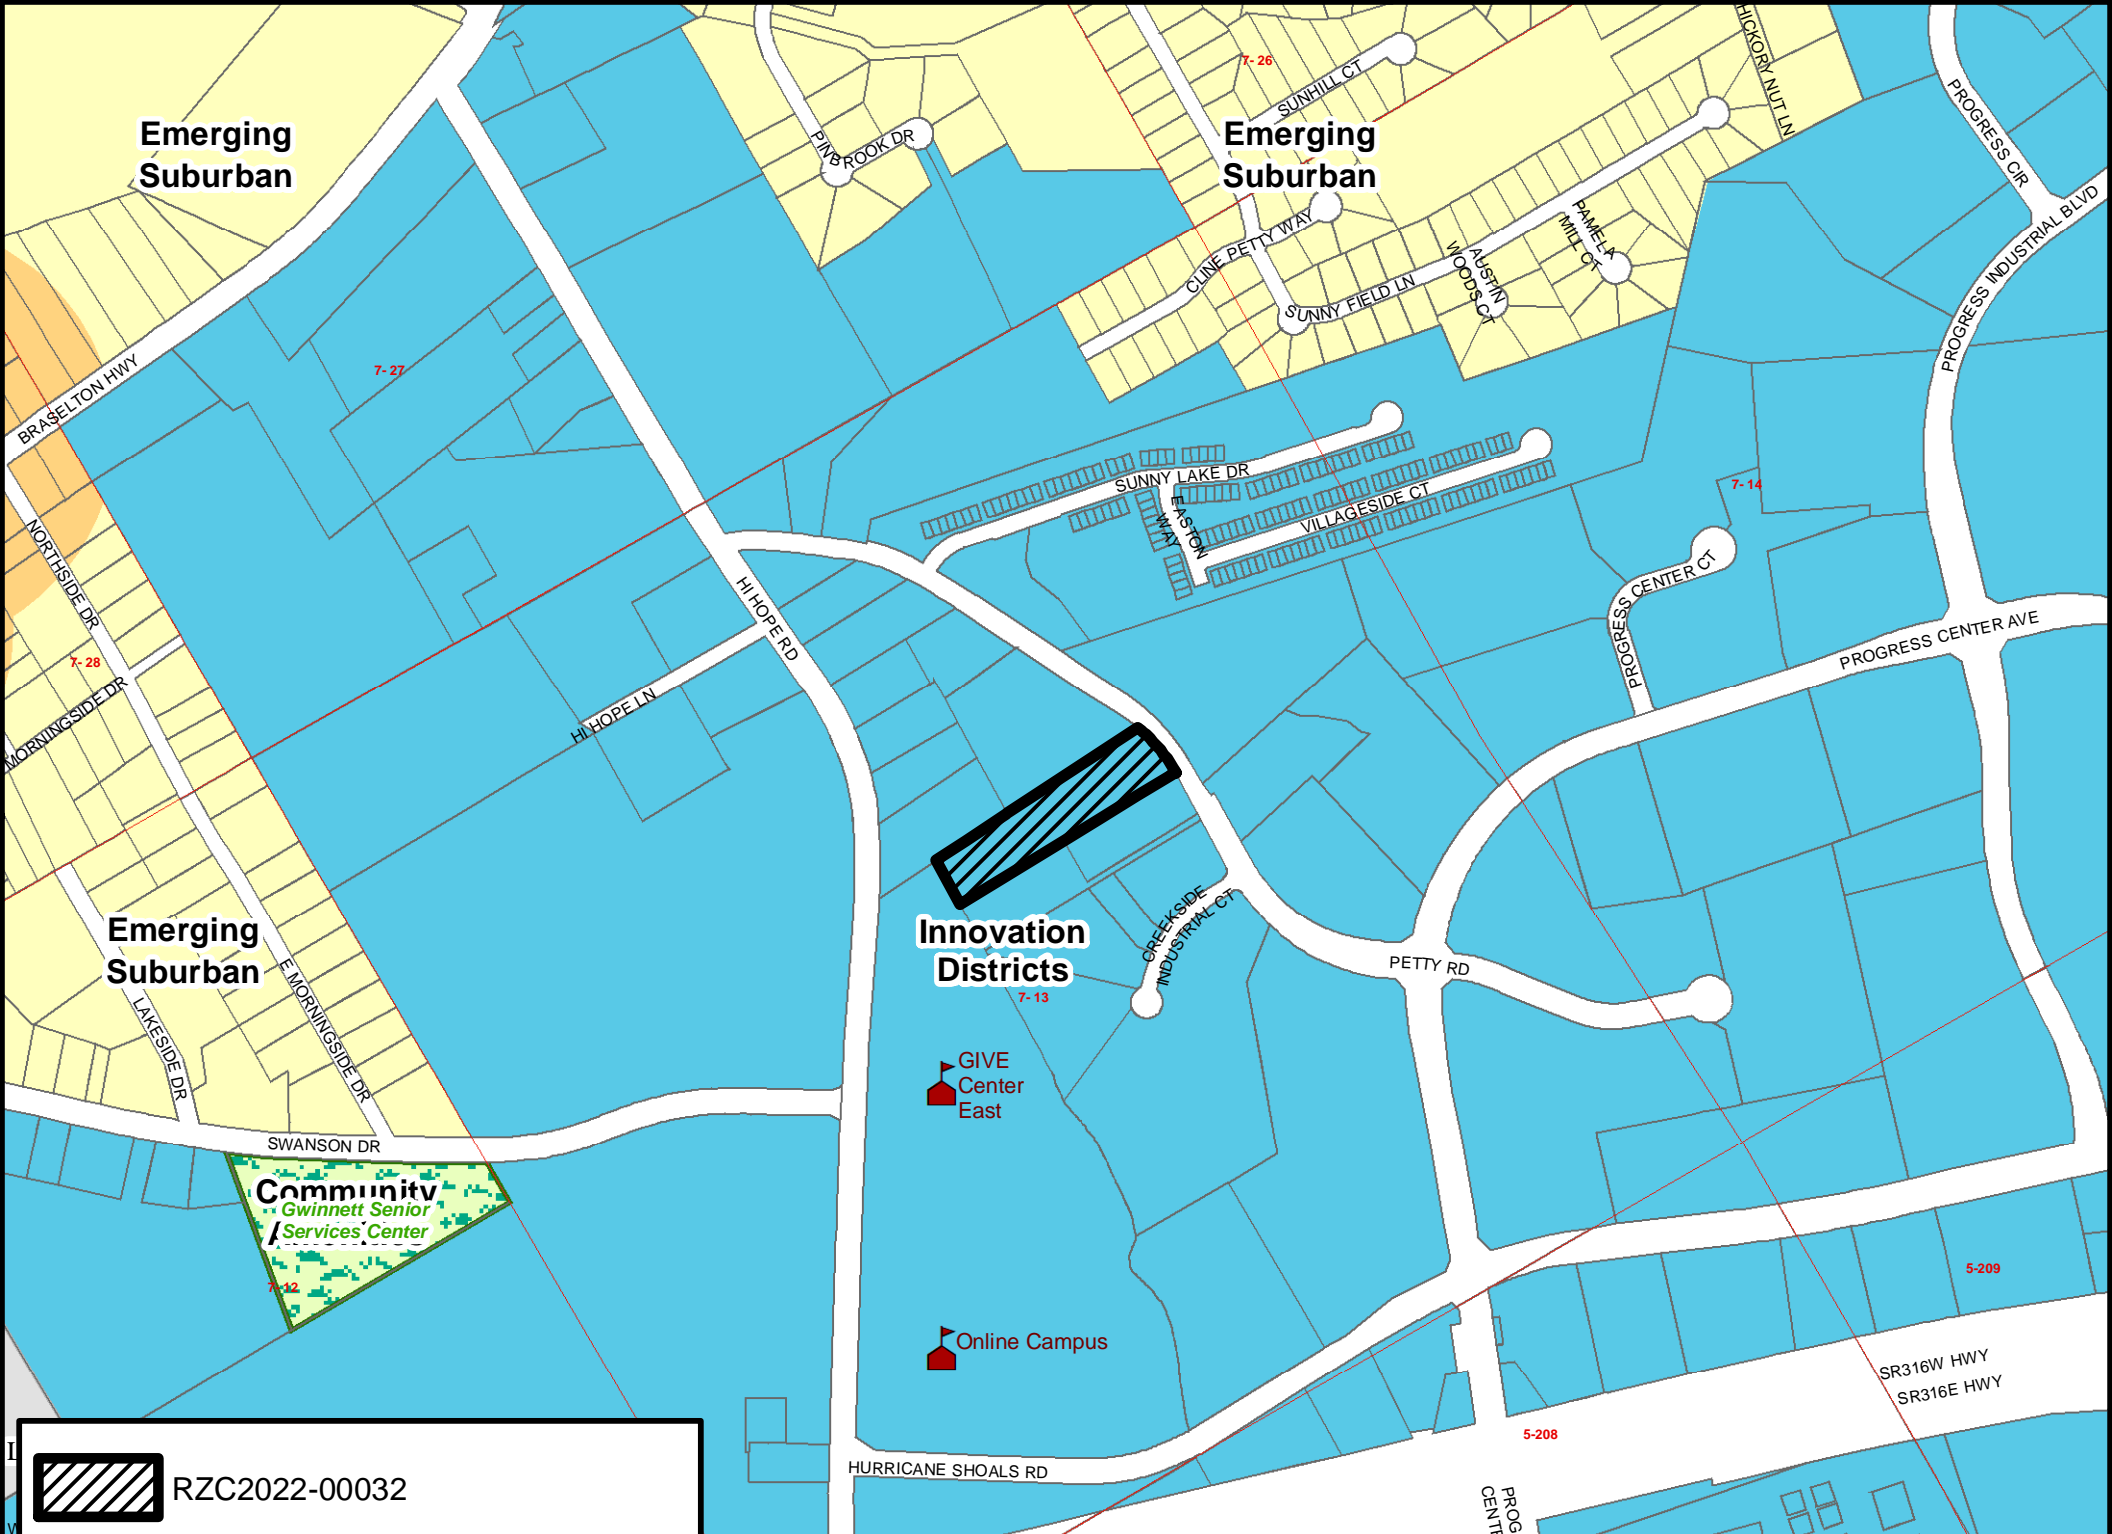 HICKORY NUT LN
7- 26
SUNHILL CT
PROGRESS CIR
Emerging
Suburban
PINBROOK DR
Emerging
Suburban
PROGRESS INDUSTRIAL BLVD
CLINE PETTY WAY
PAMELA
MILL CT
AUSTIN
WOODS CT
SUNNY FIELD LN
7- 27
BRASELTON HWY
SUNNY LAKE DR
7- 14
EASTON
WAY
VILLAGESIDE CT
NORTHSIDE DR
HI HOPE RD
PROGRESS CENTER CT
PROGRESS CENTER AVE
7- 28
MORNINGSIDE DR
HI HOPE LN
Emerging
Suburban
Innovation
Districts
CREEKSIDE
INDUSTRIAL CT
PETTY RD
7- 13
LAKESIDE DR
E MORNINGSIDE DR
GIVE
Center
East
SWANSON DR
Community
Gwinnett Senior
Services Center
7- 12
5-209
Online Campus
SR316W HWY
SR316E HWY
5-208
HURRICANE SHOALS RD
RZC2022-00032